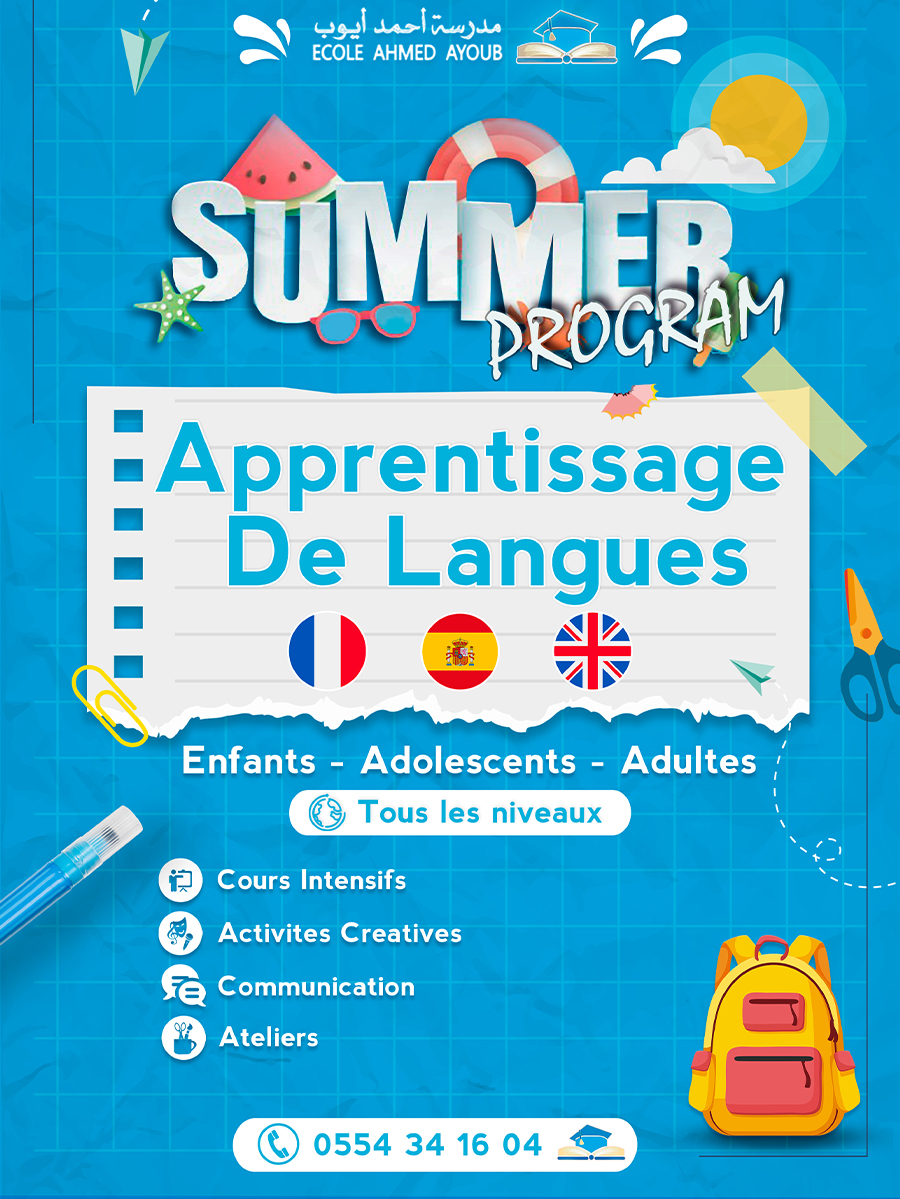 مدرسة أحمد أيوب
ECOLE AHMED AYOUB
SUMMER
PROGRAM
Apprentissage
De Langues
Enfants - Adolescents - Adultes
Tous les niveaux
Cours Intensifs
Activites Creatives
Communication
Ateliers
0554 34 16 04